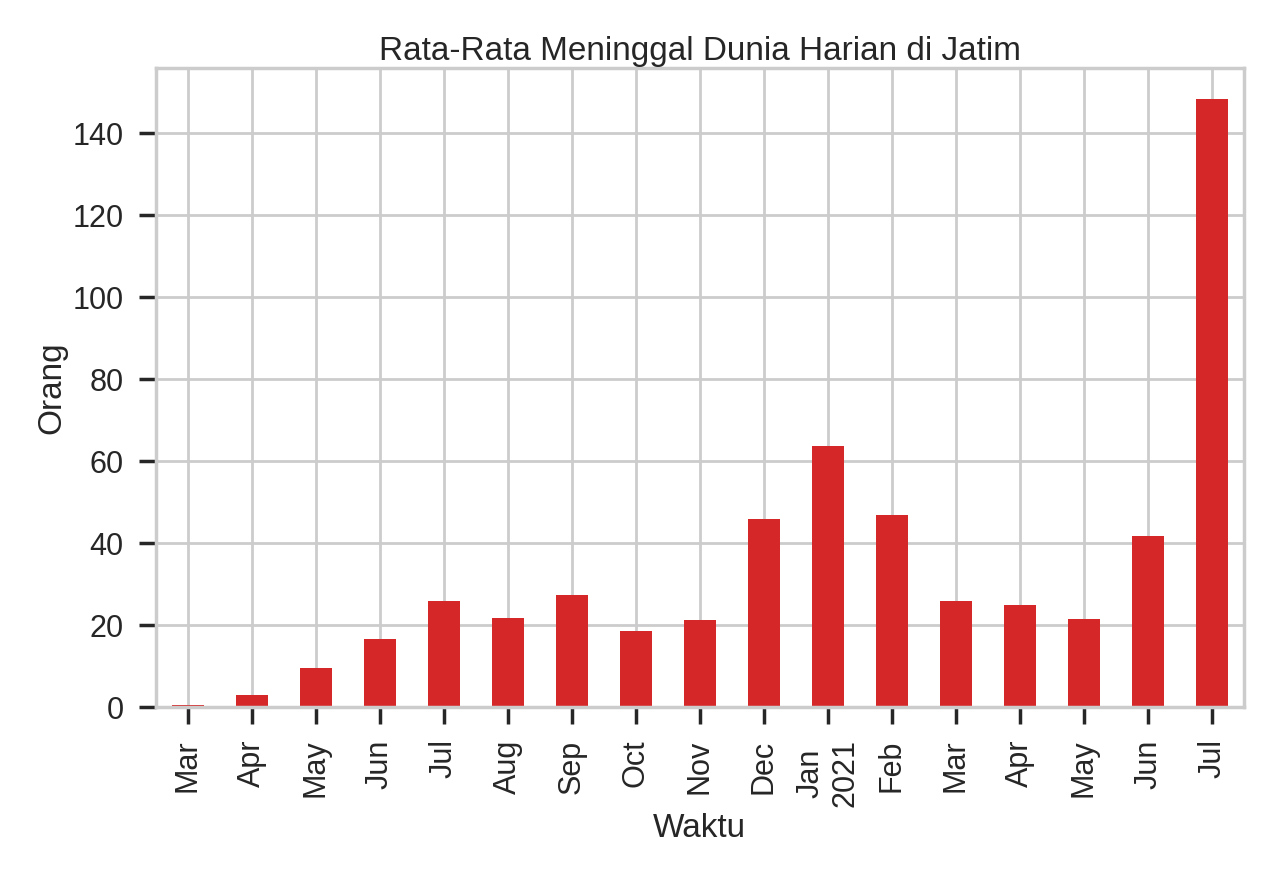 Rata-Rata Meninggal Dunia Harian di Jatim
140
120
100
80
60
40
20
0
Orang
Mar
Apr
May
Jun
Jul
Aug
Sep
Oct
Nov
Dec
Jan
2021
Feb
Mar
Apr
May
Jun
Jul
Waktu